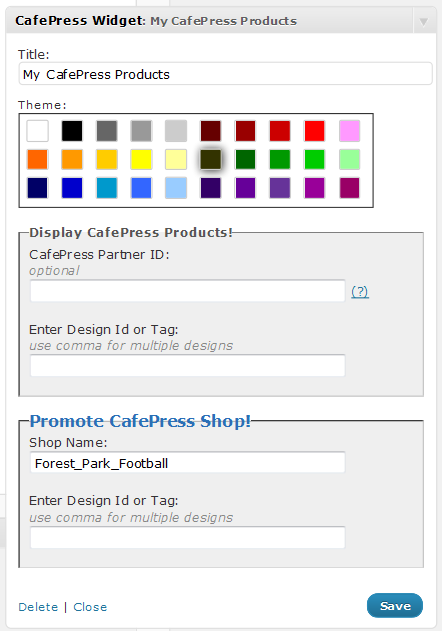 CafePress Widget: My CafePress Products
Title:
My CafePress Products
Theme:
Display CafePress Products!
CafePress Partner ID:
optional
(?)
Enter Design Id or Tag:
use comma for multiple designs
Promote CafePress Shop!
Shop Name:
Forest_Park_Football
Enter Design Id or Tag:
use comma for multiple designs
Delete | Close
Save